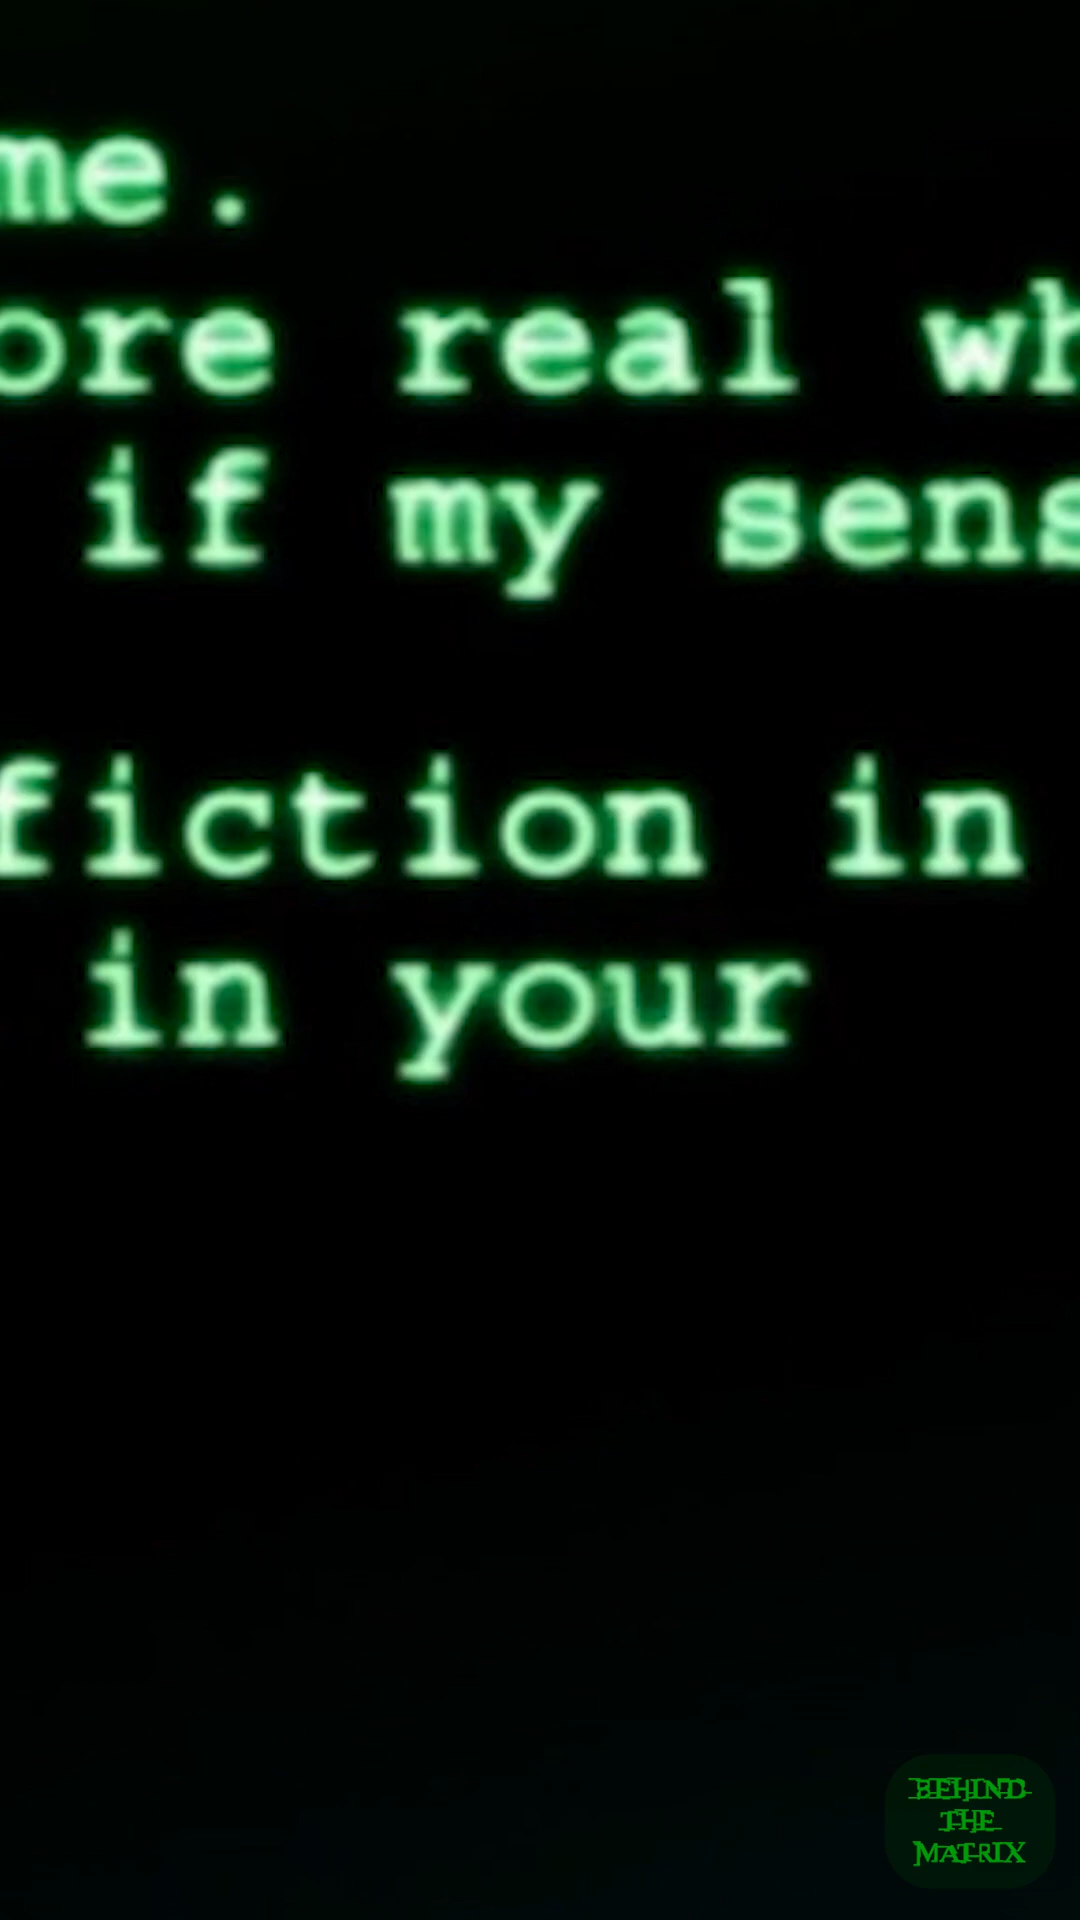 me.
ore real wh
if my sens
fiction in
in your
BEHIND
THE
MATRIX